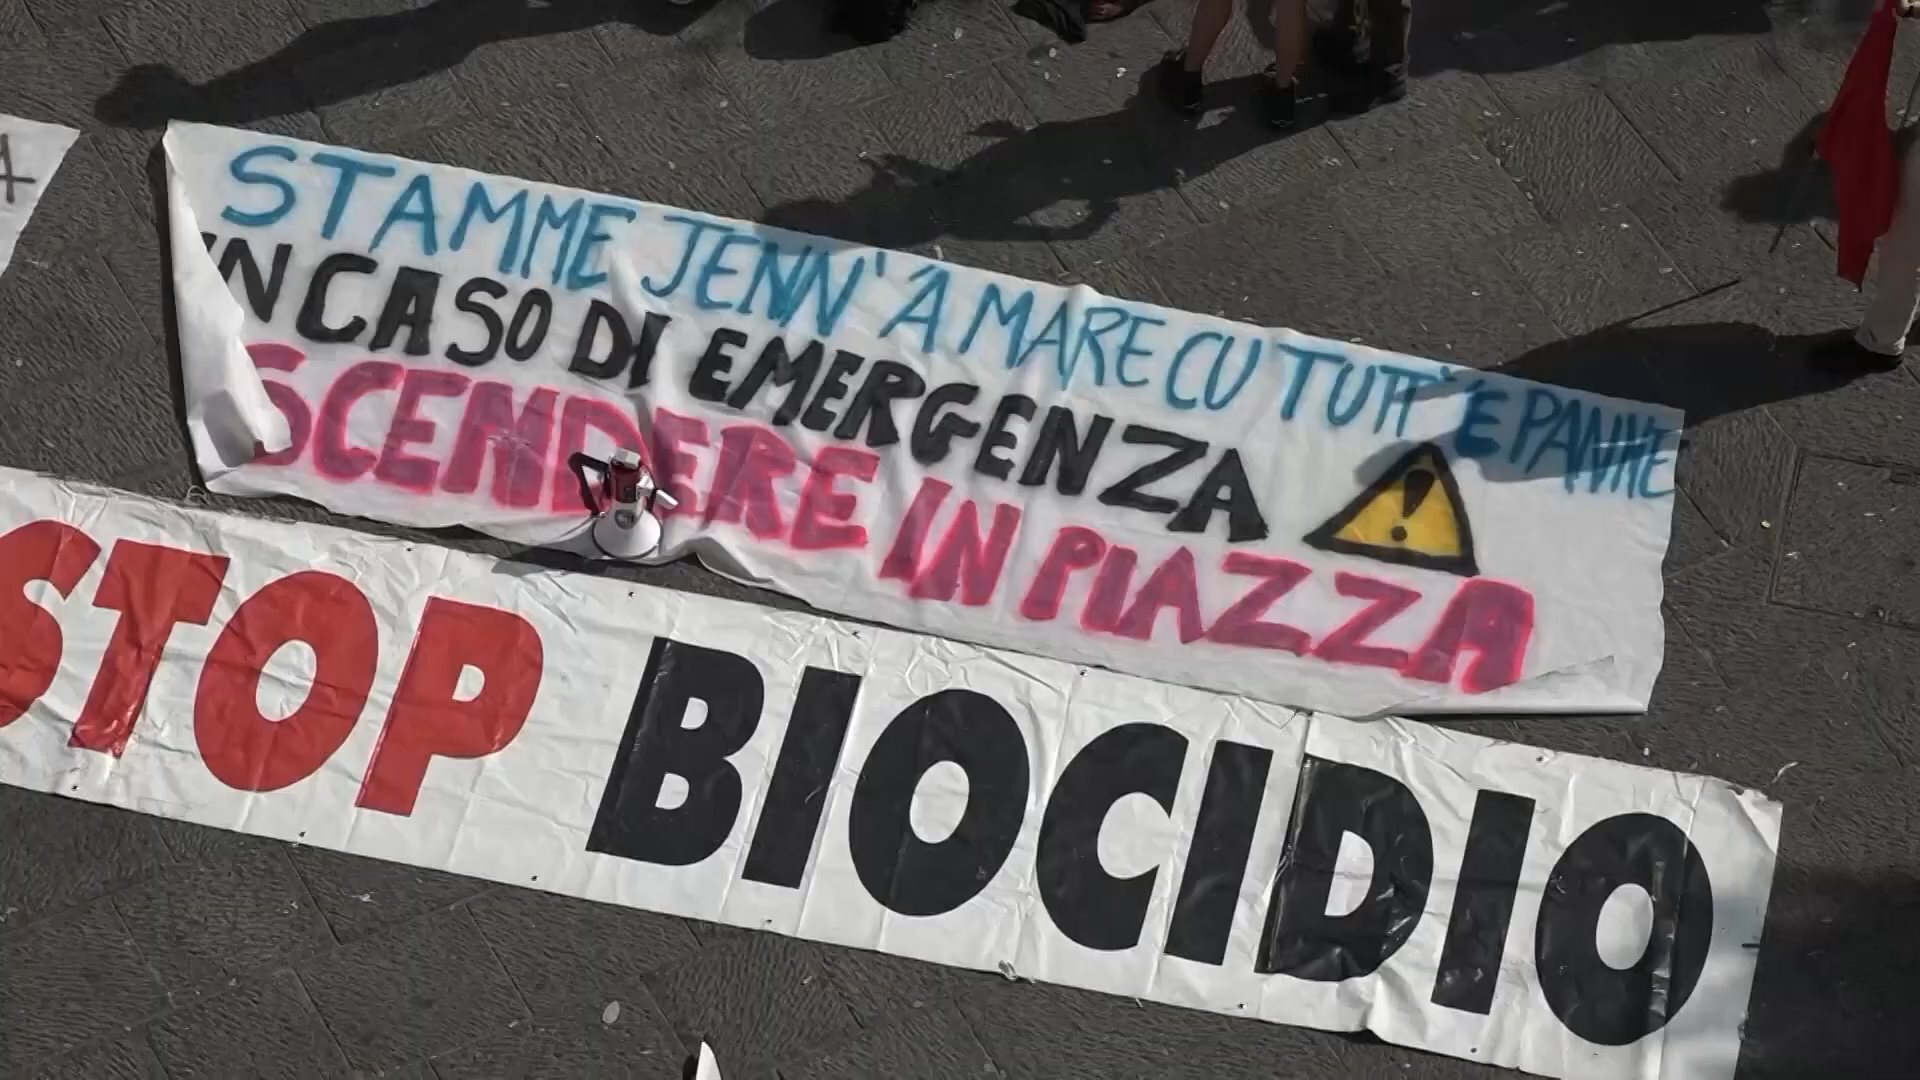 A
STAMME JENN' Â MARE CU TUTT' 'E PANNE
IN CASO DI EMERGENZA
SCENDERE IN PIAZZA
STOP BIOCIDIO